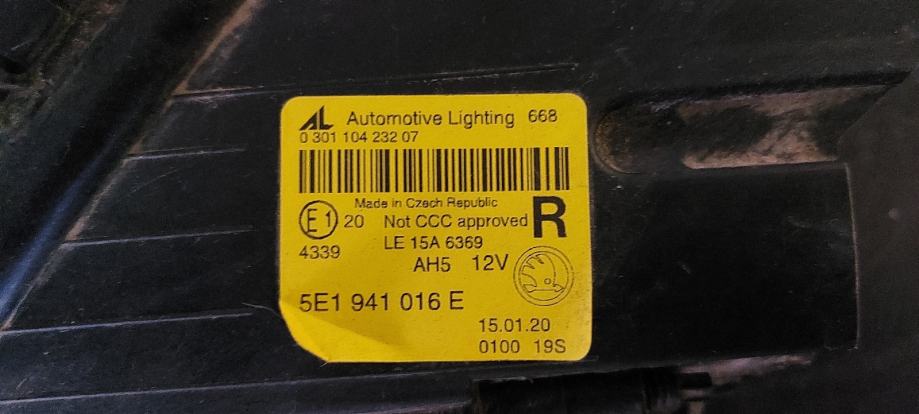 AL Automotive Lighting 668
0 301 104 232 07
Made in Czech Republic
E1 20 Not CCC approved R
4339 LE 15A 6369
AH5 12V
5E1 941 016 E
15.01.20
0100 19S